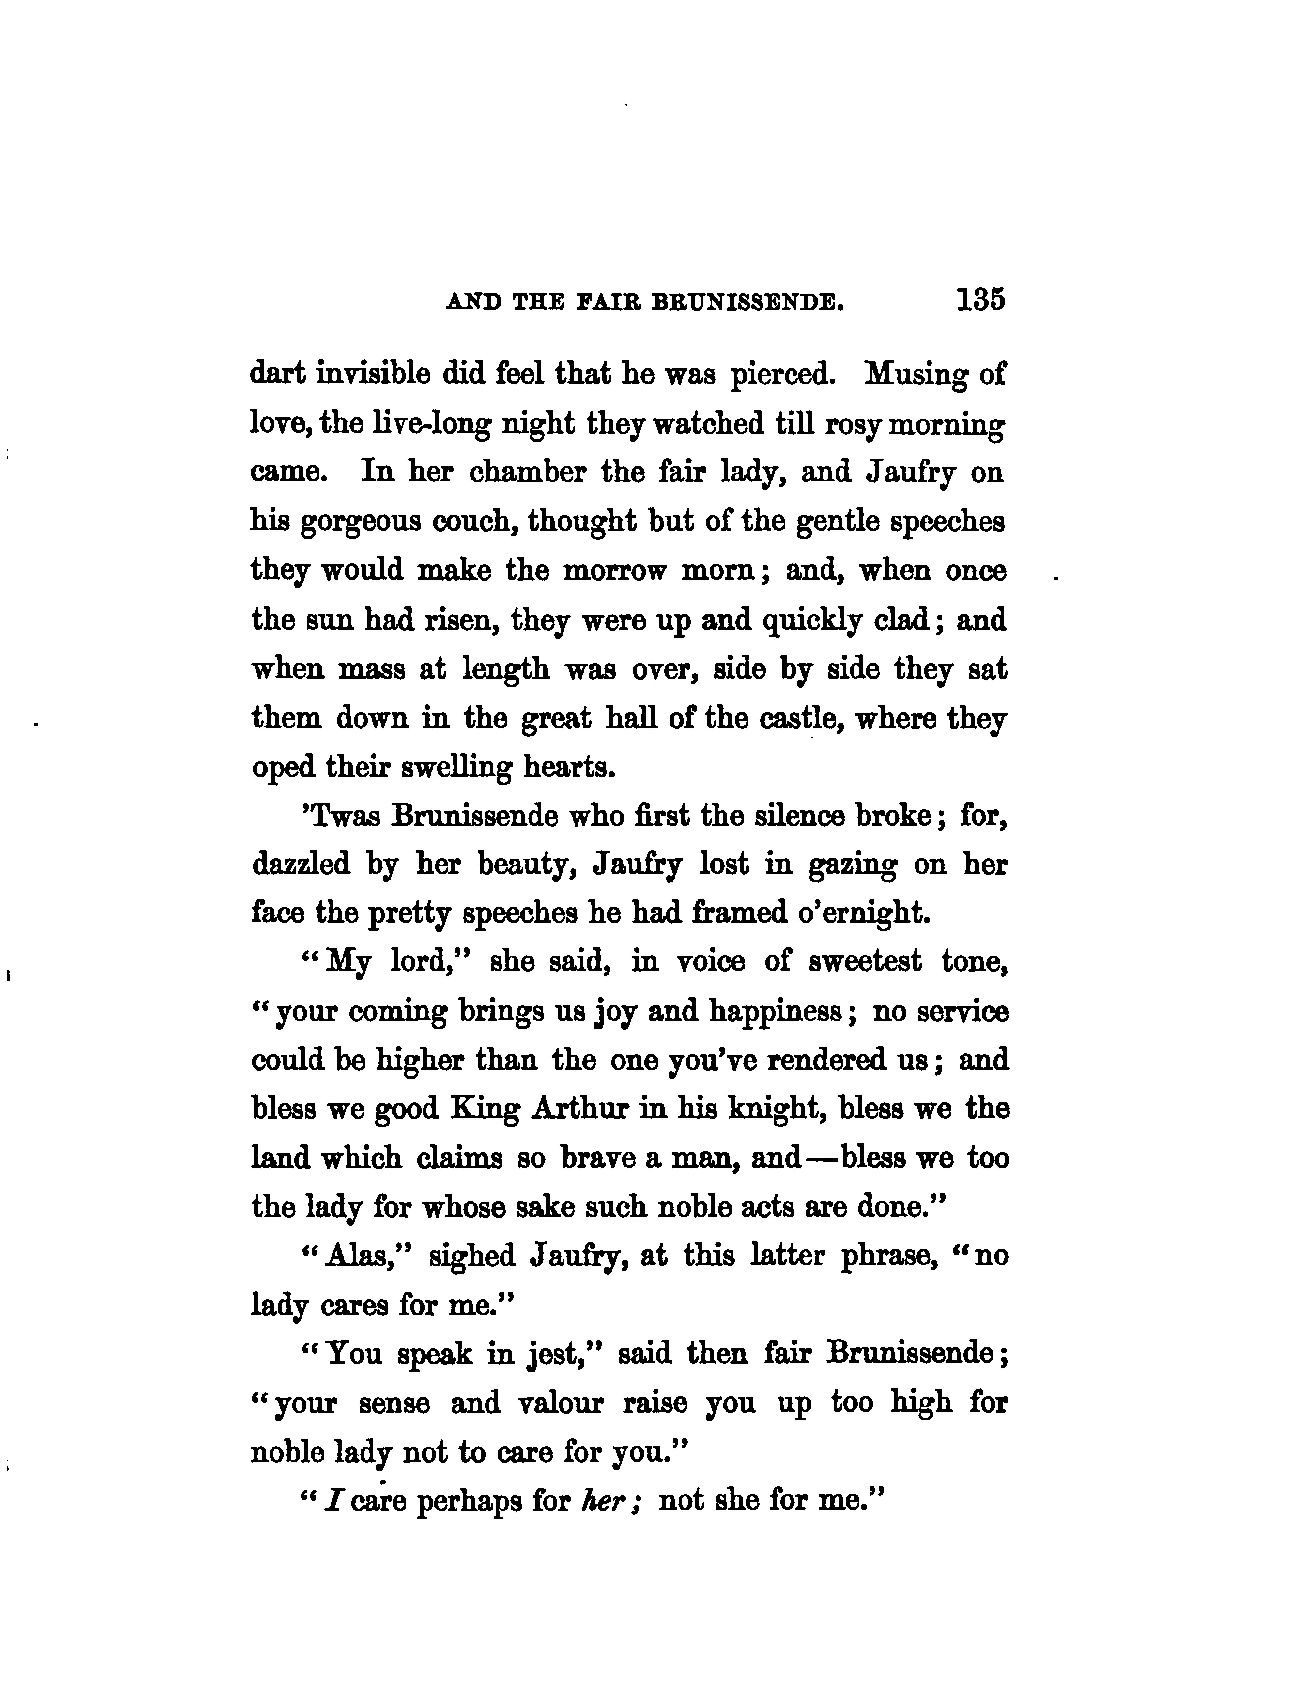 AND THE FAIR BRUNISSENDE. 135
dart invisible did feel that he was pierced. Musing of
love, the live-long night they watched till rosy morning
came. In her chamber the fair lady, and Jaufry on
his gorgeous couch, thought but of the gentle speeches
they would make the morrow morn; and, when once
the sun had risen, they were up and quickly clad; and
when mass at length was over, side by side they sat
them down in the great hall of the castle, where they
oped their swelling hearts.
'Twas Brunissende who first the silence broke; for,
dazzled by her beauty, Jaufry lost in gazing on her
face the pretty speeches he had framed o'ernight.
"My lord," she said, in voice of sweetest tone,
"your coming brings us joy and happiness; no service
could be higher than the one you've rendered us; and
bless we good King Arthur in his knight, bless we the
land which claims so brave a man, and—bless we too
the lady for whose sake such noble acts are done."
"Alas," sighed Jaufry, at this latter phrase, "no
lady cares for me."
"You speak in jest," said then fair Brunissende;
"your sense and valour raise you up too high for
noble lady not to care for you."
"I care perhaps for her; not she for me."